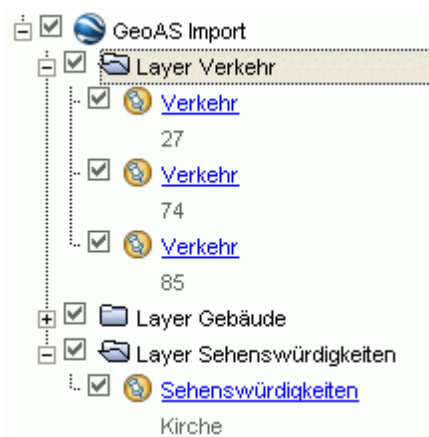 GeoAS Import
Layer Verkehr
Verkehr
27
Verkehr
74
Verkehr
85
Layer Gebäude
Layer Sehenswürdigkeiten
Sehenswürdigkeiten
Kirche